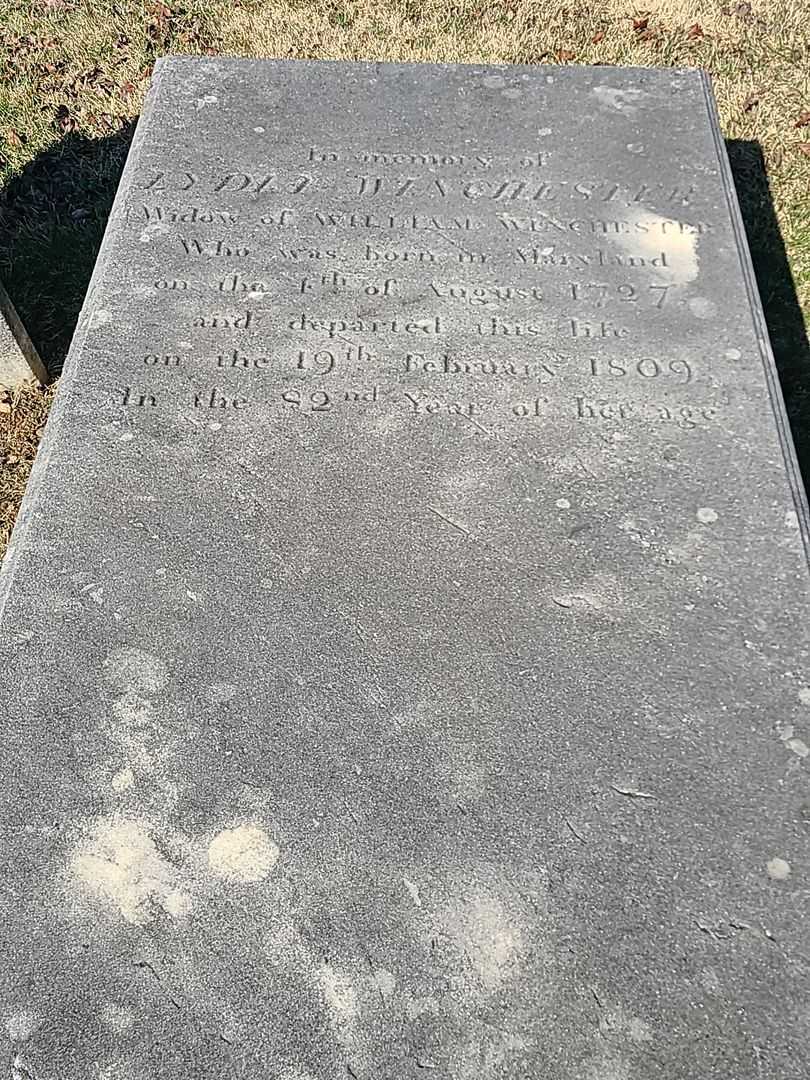 In memory of
LYDIA WINCHESTER
Widow of WILLIAM WINCHESTER
Who was born in Maryland
on the 4th of August 1727
and departed this life
on the 19th February 1809
In the 82nd Year of her age